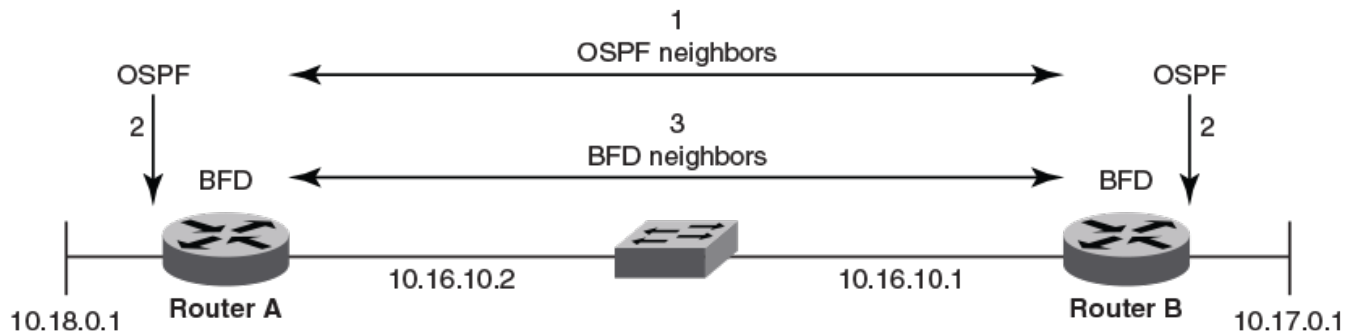 1
OSPF neighbors
OSPF
OSPF
2
2
3
BFD neighbors
BFD
BFD
10.16.10.2
10.16.10.1
Router A
Router B
10.18.0.1
10.17.0.1